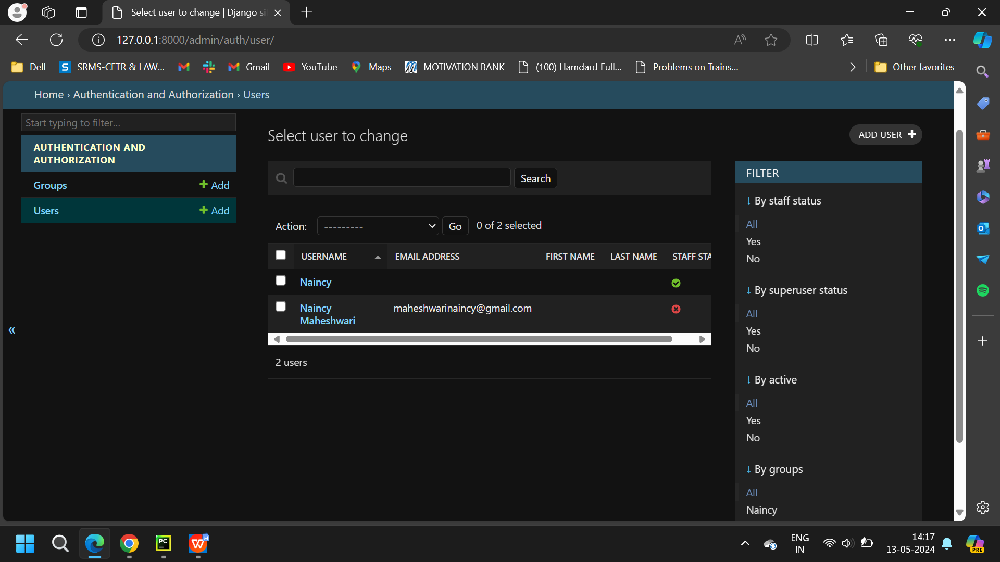 Select user to change | Django si
127.0.0.1:8000/admin/auth/user/
Dell
SRMS-CETR & LAW...
Gmail
YouTube
Maps
MOTIVATION BANK
(100) Hamdard Full...
Problems on Trains...
Other favorites
Home › Authentication and Authorization › Users
Start typing to filter...
AUTHENTICATION AND
AUTHORIZATION
Groups
+ Add
Users
+ Add
«
Select user to change
ADD USER +
Search
Action:
---------
Go
0 of 2 selected
USERNAME
EMAIL ADDRESS
FIRST NAME
LAST NAME
STAFF STA
Naincy
Naincy
Maheshwari
maheshwarinaincy@gmail.com
2 users
FILTER
↓ By staff status
All
Yes
No
↓ By superuser status
All
Yes
No
↓ By active
All
Yes
No
↓ By groups
All
Naincy
PC
ENG
IN
14:17
13-05-2024
PRE